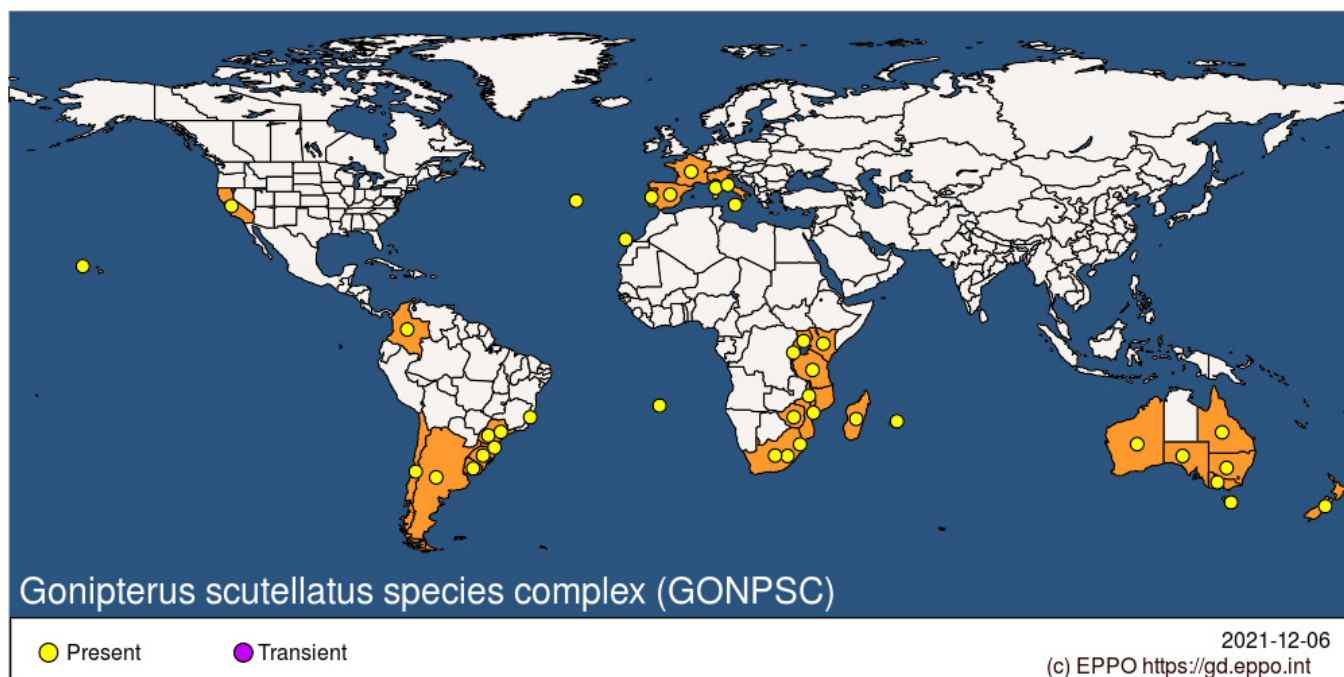 Gonipterus scutellatus species complex (GONPSC)
Present
Transient
2021-12-06
(c) EPPO https://gd.eppo.int